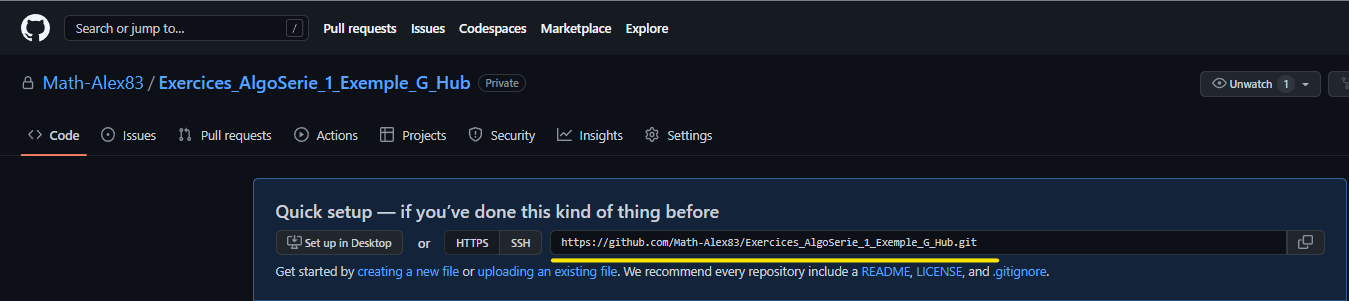 Search or jump to... / Pull requests Issues Codespaces Marketplace Explore
Math-Alex83 / Exercices_AlgoSerie_1_Exemple_G_Hub Private Unwatch 1
Code Issues Pull requests Actions Projects Security Insights Settings
Quick setup — if you’ve done this kind of thing before
Set up in Desktop or HTTPS SSH https://github.com/Math-Alex83/Exercices_AlgoSerie_1_Exemple_G_Hub.git
Get started by creating a new file or uploading an existing file. We recommend every repository include a README, LICENSE, and .gitignore.